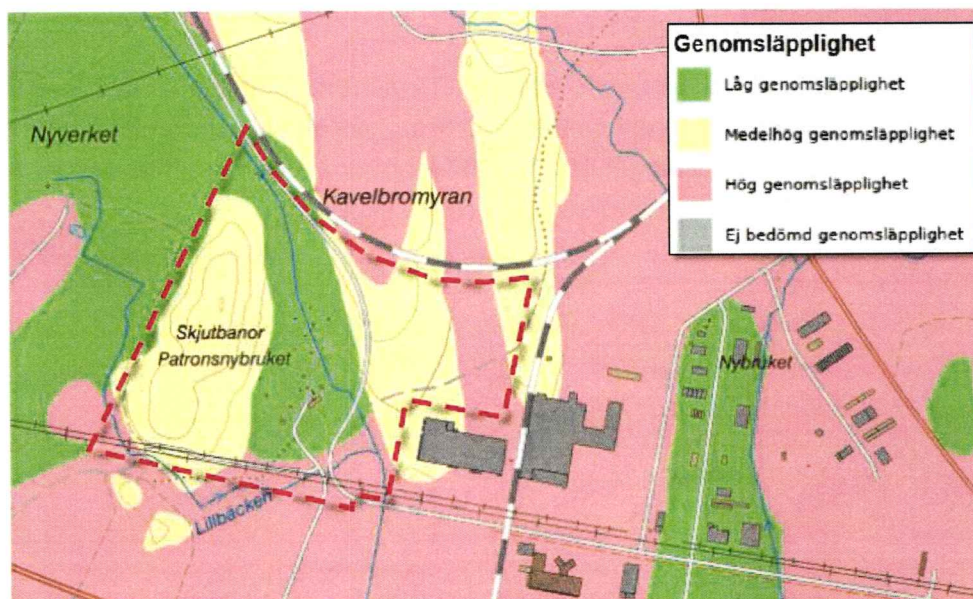 Genomsläpplighet
Låg genomsläpplighet
Medelhög genomsläpplighet
Hög genomsläpplighet
Ej bedömd genomsläpplighet
Nyverket
Kavelbromyran
Skjutbanor
Patronsnybruket
Nybruket
Lillbäcken